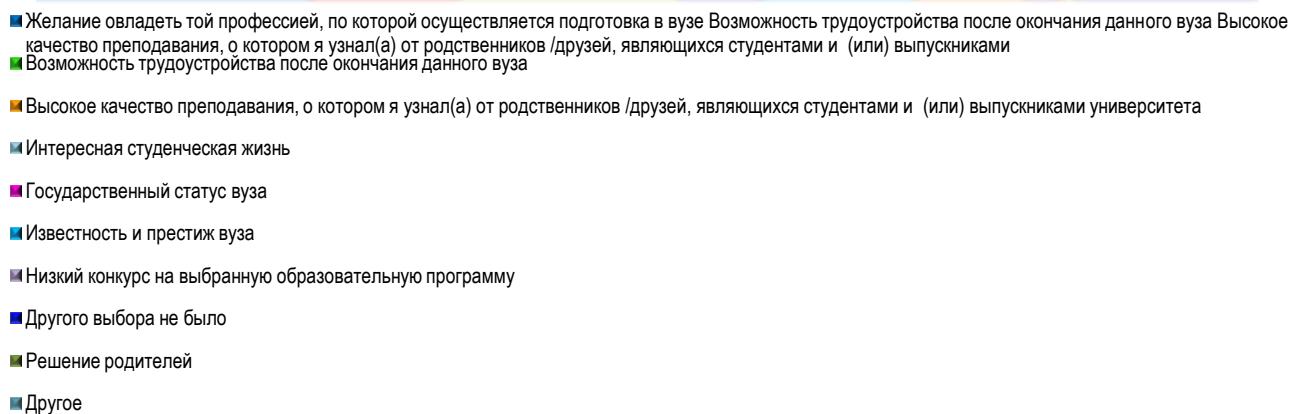 Желание овладеть той профессией, по которой осуществляется подготовка в вузе Возможность трудоустройства после окончания данного вуза Высокое
качество преподавания, о котором я узнал(а) от родственников /друзей, являющихся студентами и (или) выпускниками
Возможность трудоустройства после окончания данного вуза
Высокое качество преподавания, о котором я узнал(а) от родственников /друзей, являющихся студентами и (или) выпускниками университета
Интересная студенческая жизнь
Государственный статус вуза
Известность и престиж вуза
Низкий конкурс на выбранную образовательную программу
Другого выбора не было
Решение родителей
Другое